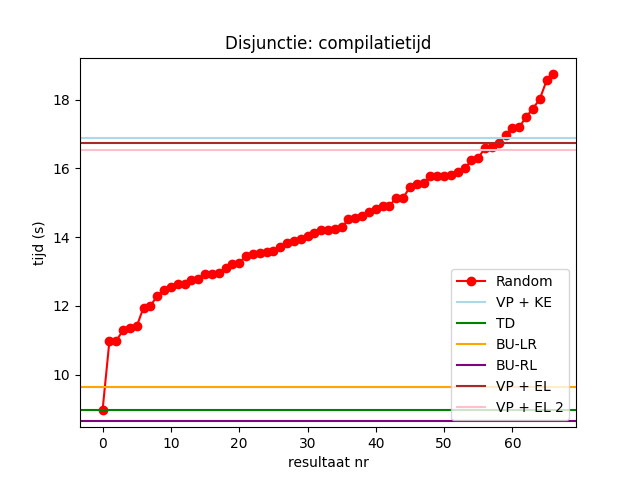 Disjunctie: compilatietijd
tijd (s)
18
16
14
12
10
0
10
20
30
40
50
60
resultaat nr
Random
VP + KE
TD
BU-LR
BU-RL
VP + EL
VP + EL 2